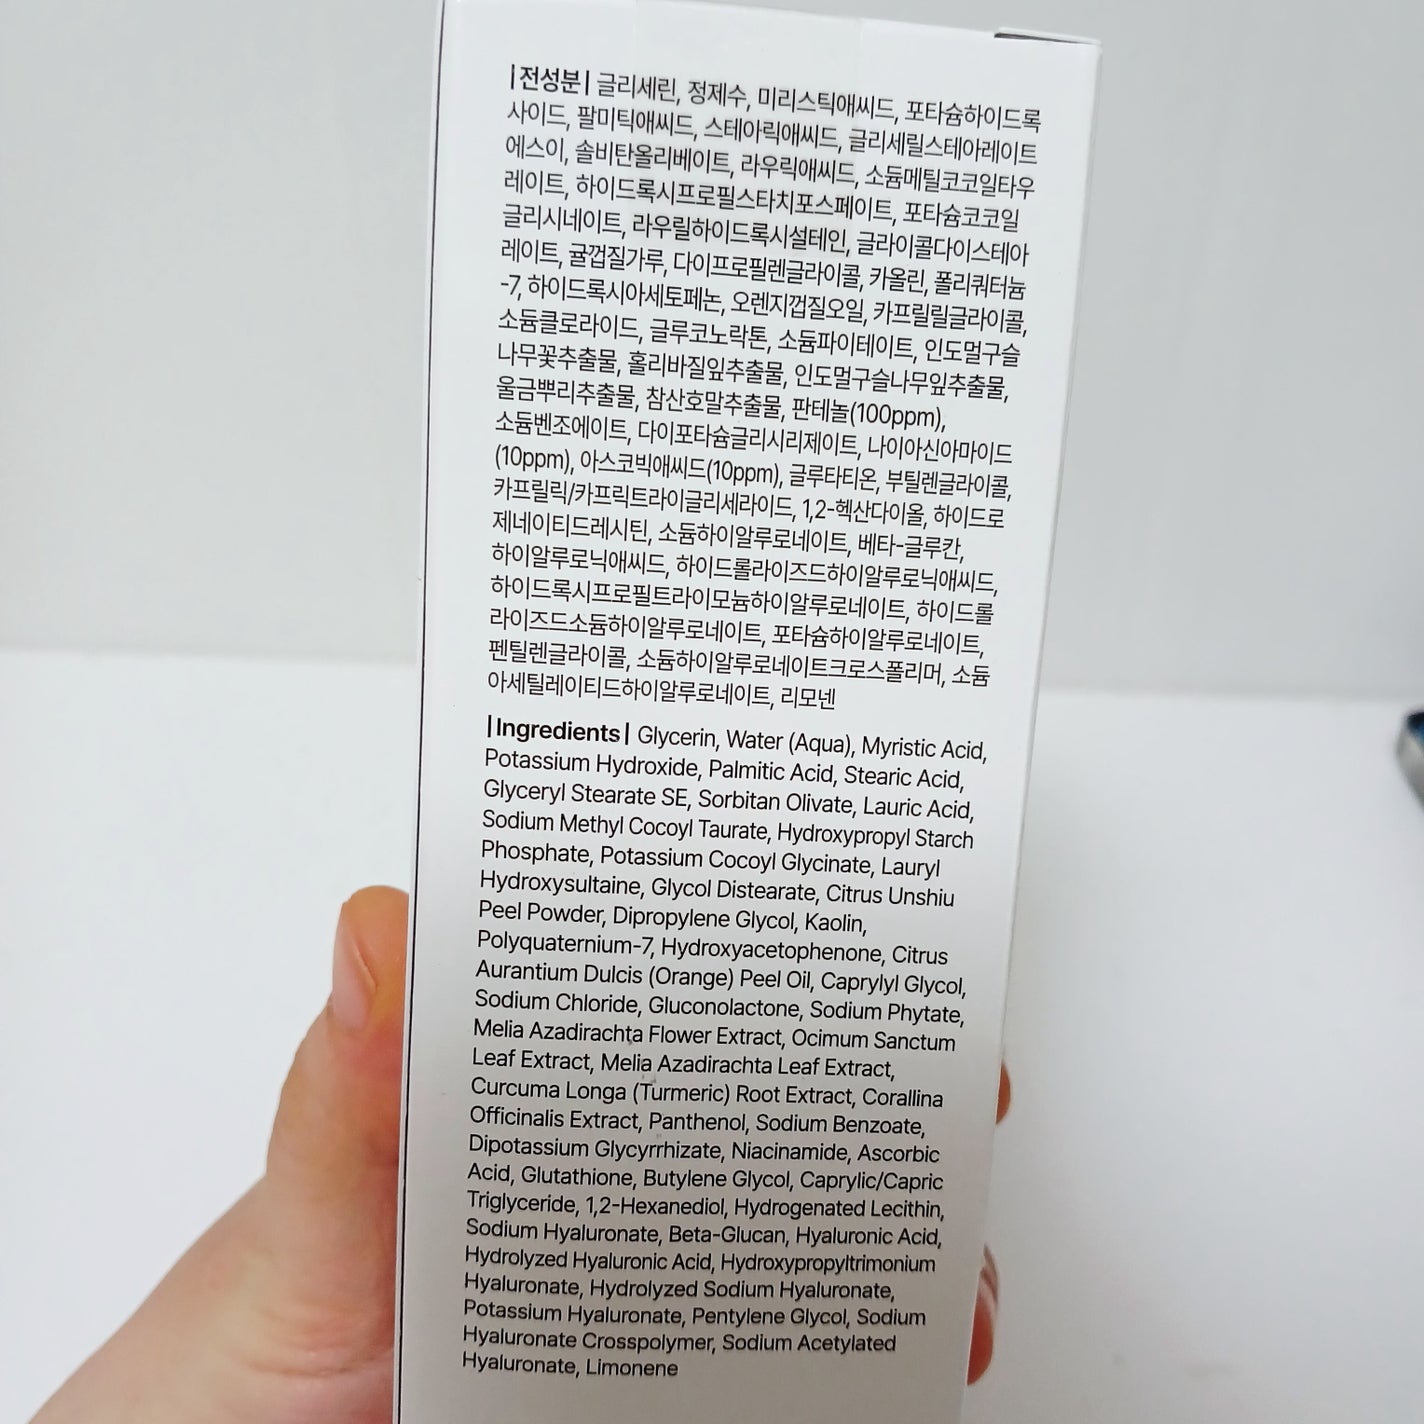 |전성분| 글리세린, 정제수, 미리스틱애씨드, 포타슘하이드록
사이드, 팔미틱애씨드, 스테아릭애씨드, 글리세릴스테아레이트
에스이, 솔비탄올리베이트, 라우릭애씨드, 소듐메틸코코일타우
레이트, 하이드록시프로필스타치포스페이트, 포타슘코코일
글리시네이트, 라우릴하이드록시설테인, 글라이콜다이스테아
레이트, 귤껍질가루, 다이프로필렌글라이콜, 카올린, 폴리쿼터늄
-7, 하이드록시아세토페논, 오렌지껍질오일, 카프릴릴글라이콜,
소듐클로라이드, 글루코노락톤, 소듐파이테이트, 인도멀구슬
나무꽃추출물, 홀리바질잎추출물, 인도멀구슬나무잎추출물,
울금뿌리추출물, 참산호말추출물, 판테놀(100ppm),
소듐벤조에이트, 다이포타슘글리시리제이트, 나이아신아마이드
(10ppm), 아스코빅애씨드(10ppm), 글루타티온, 부틸렌글라이콜,
카프릴릭/카프릭트라이글리세라이드, 1,2-헥산다이올, 하이드로
제네이티드레시틴, 소듐하이알루로네이트, 베타-글루칸,
하이알루로닉애씨드, 하이드롤라이즈드하이알루로닉애씨드,
하이드록시프로필트라이모늄하이알루로네이트, 하이드롤
라이즈드소듐하이알루로네이트, 포타슘하이알루로네이트,
펜틸렌글라이콜, 소듐하이알루로네이트크로스폴리머, 소듐
아세틸레이티드하이알루로네이트, 리모넨
|Ingredients| Glycerin, Water (Aqua), Myristic Acid,
Potassium Hydroxide, Palmitic Acid, Stearic Acid,
Glyceryl Stearate SE, Sorbitan Olivate, Lauric Acid,
Sodium Methyl Cocoyl Taurate, Hydroxypropyl Starch
Phosphate, Potassium Cocoyl Glycinate, Lauryl
Hydroxysultaine, Glycol Distearate, Citrus Unshiu
Peel Powder, Dipropylene Glycol, Kaolin,
Polyquaternium-7, Hydroxyacetophenone, Citrus
Aurantium Dulcis (Orange) Peel Oil, Caprylyl Glycol,
Sodium Chloride, Gluconolactone, Sodium Phytate,
Melia Azadirachta Flower Extract, Ocimum Sanctum
Leaf Extract, Melia Azadirachta Leaf Extract,
Curcuma Longa (Turmeric) Root Extract, Corallina
Officinalis Extract, Panthenol, Sodium Benzoate,
Dipotassium Glycyrrhizate, Niacinamide, Ascorbic
Acid, Glutathione, Butylene Glycol, Caprylic/Capric
Triglyceride, 1,2-Hexanediol, Hydrogenated Lecithin,
Sodium Hyaluronate, Beta-Glucan, Hyaluronic Acid,
Hydrolyzed Hyaluronic Acid, Hydroxypropyltrimonium
Hyaluronate, Hydrolyzed Sodium Hyaluronate,
Potassium Hyaluronate, Pentylene Glycol, Sodium
Hyaluronate Crosspolymer, Sodium Acetylated
Hyaluronate, Limonene